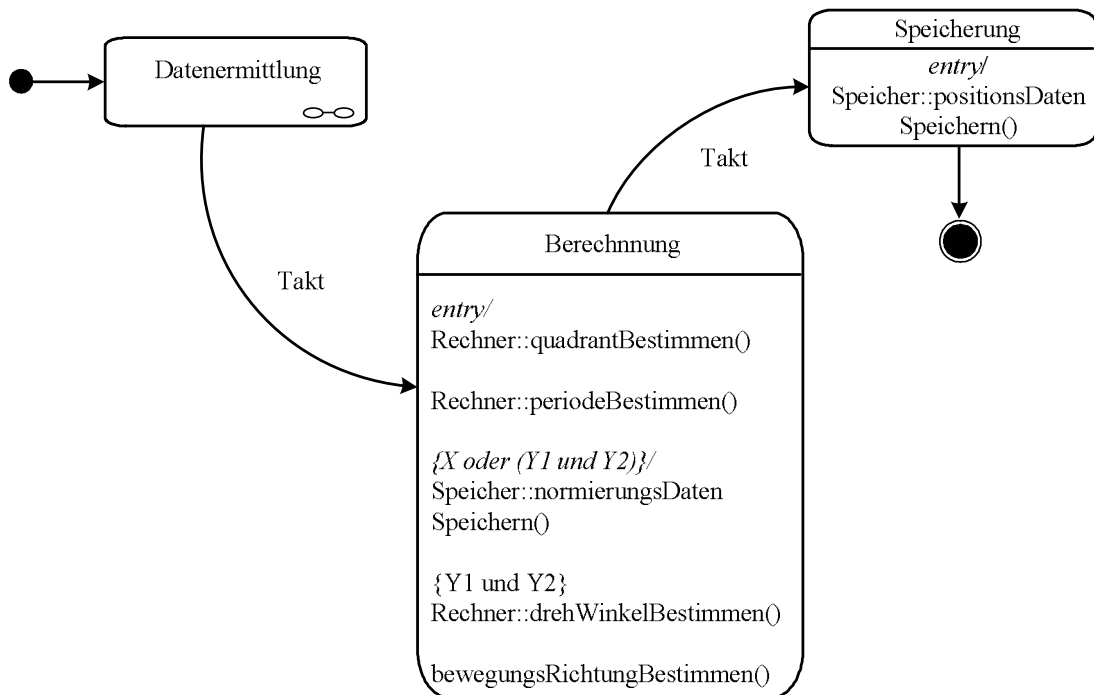 Datenermittlung
Takt
Berechnnung
entry/
Rechner::quadrantBestimmen()
Rechner::periodeBestimmen()
{X oder (Y1 und Y2)}/
Speicher::normierungsDaten
Speichern()
{Y1 und Y2}
Rechner::drehWinkelBestimmen()
bewegungsRichtungBestimmen()
Takt
Speicherung
entry/
Speicher::positionsDaten
Speichern()